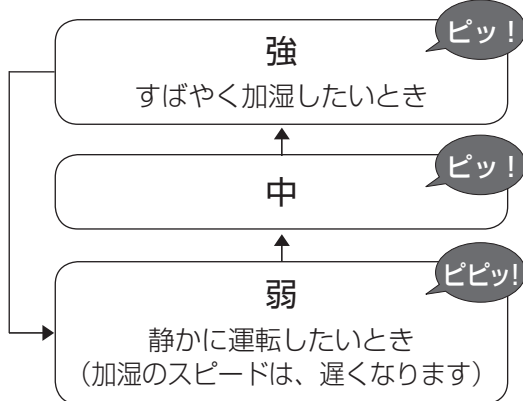 ピッ！
強
すばやく加湿したいとき
ピッ！
中
ピピッ!
弱
静かに運転したいとき
（加湿のスピードは、遅くなります）